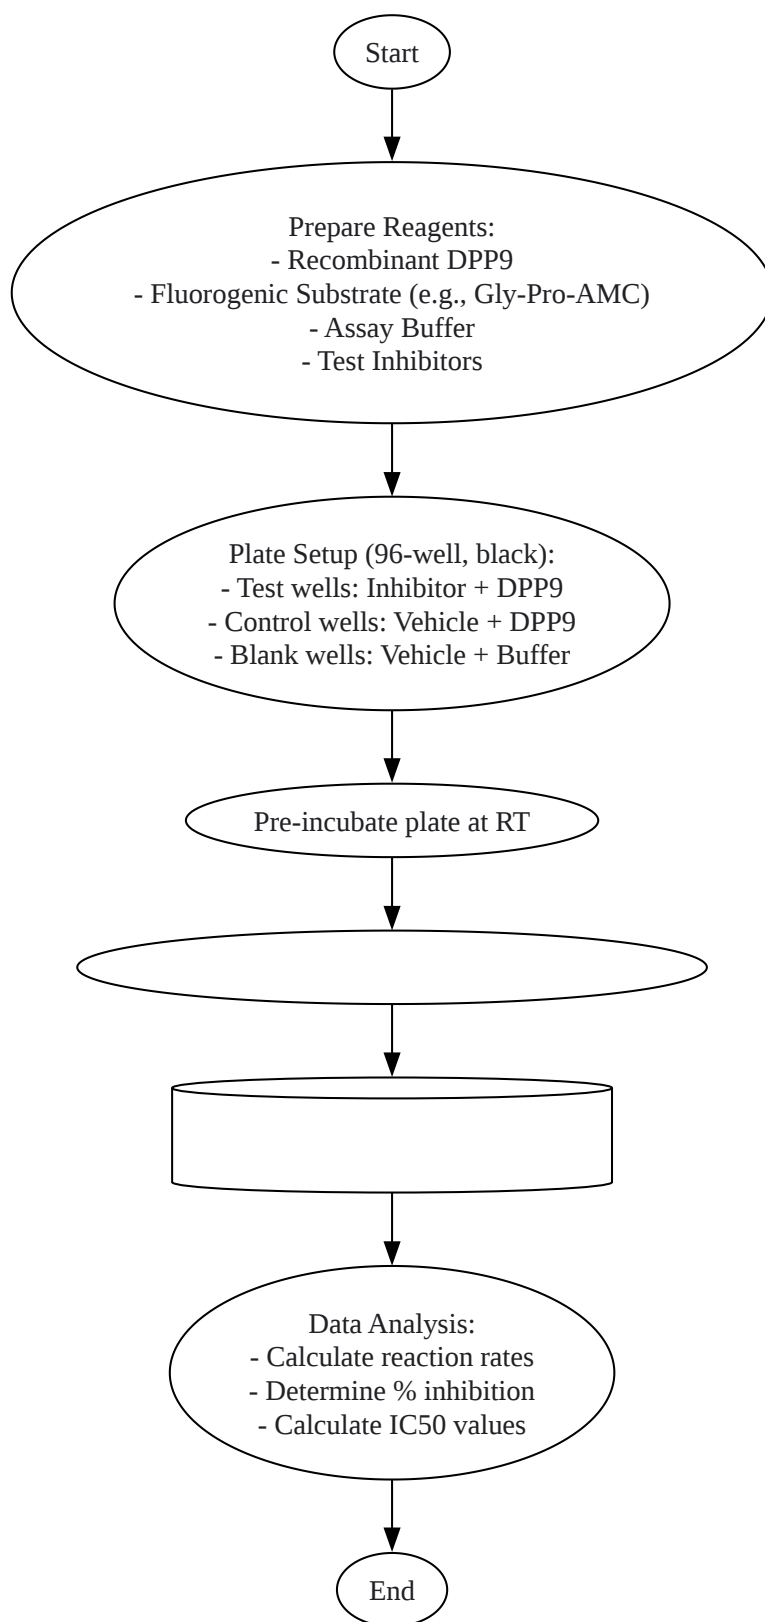 Start
Prepare Reagents:
- Recombinant DPP9
- Fluorogenic Substrate (e.g., Gly-Pro-AMC)
- Assay Buffer
- Test Inhibitors
Plate Setup (96-well, black):
- Test wells: Inhibitor + DPP9
- Control wells: Vehicle + DPP9
- Blank wells: Vehicle + Buffer
Pre-incubate plate at RT
Data Analysis:
- Calculate reaction rates
- Determine % inhibition
- Calculate IC50 values
End